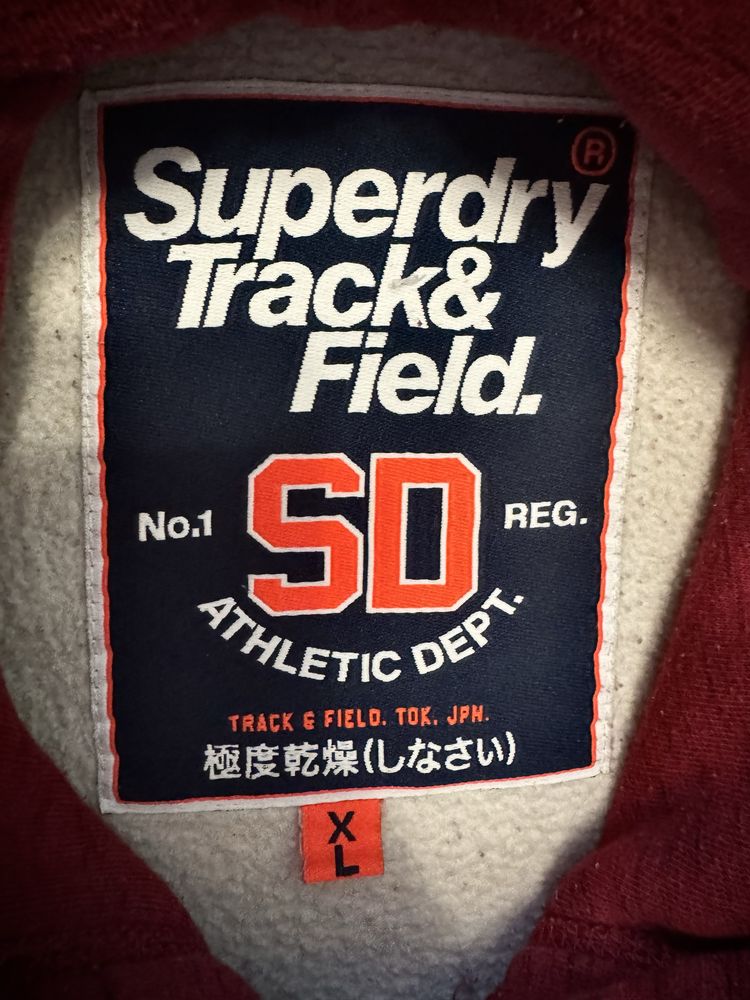 ®
Superdry
Track&
Field.
No.1 SD REG.
ATHLETIC DEPT.
TRACK & FIELD. TOK. JPN.
極度乾燥(しなさい)
X
L